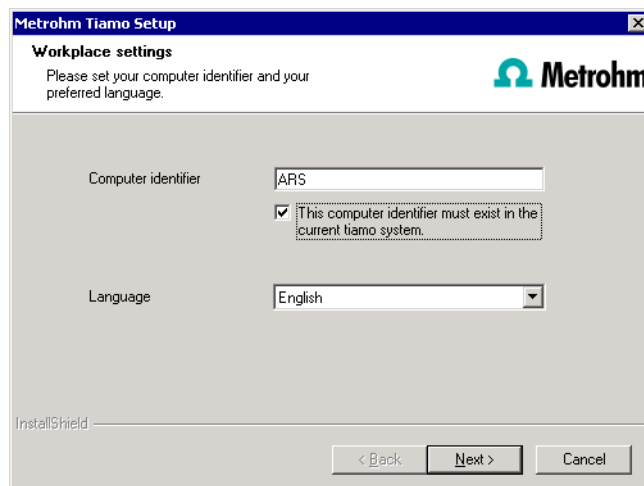 Metrohm Tiamo Setup
Workplace settings
Please set your computer identifier and your
preferred language.
Metrohm
Computer identifier
ARS
This computer identifier must exist in the
current tiamo system.
Language
English
InstallShield
< Back
Next >
Cancel